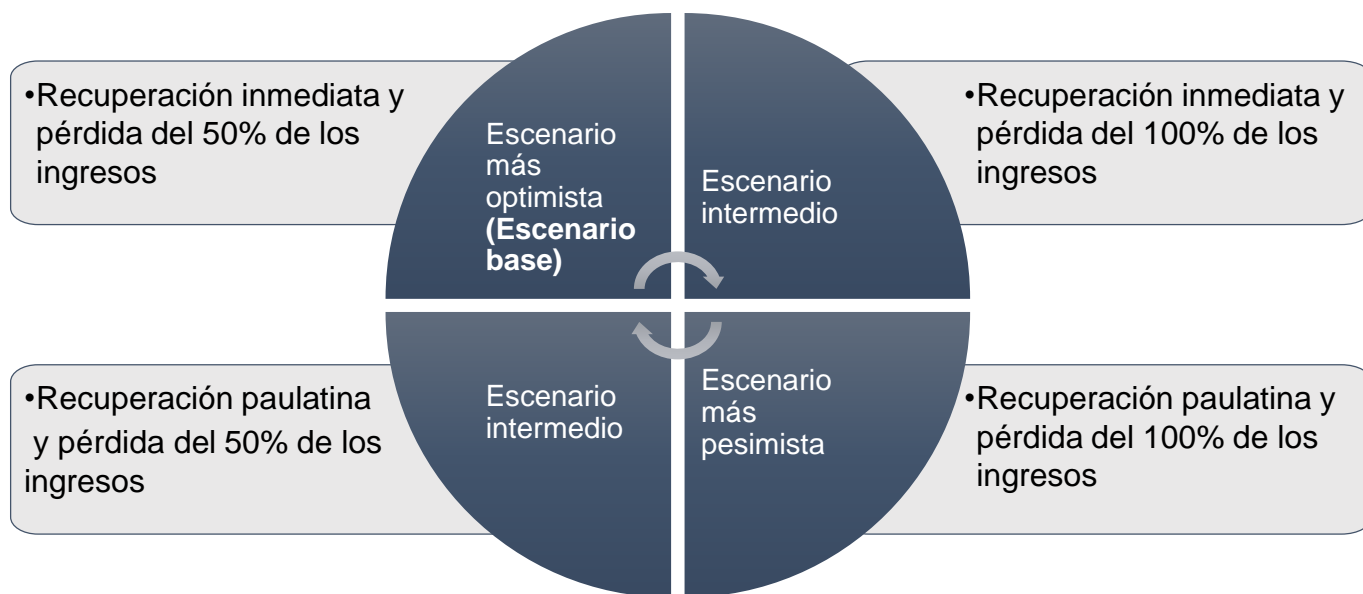 •Recuperación inmediata y
pérdida del 50% de los
ingresos
Escenario
más
optimista
(Escenario
base)
Escenario
intermedio
•Recuperación inmediata y
pérdida del 100% de los
ingresos
•Recuperación paulatina
y pérdida del 50% de los
ingresos
Escenario
intermedio
Escenario
más
pesimista
•Recuperación paulatina y
pérdida del 100% de los
ingresos